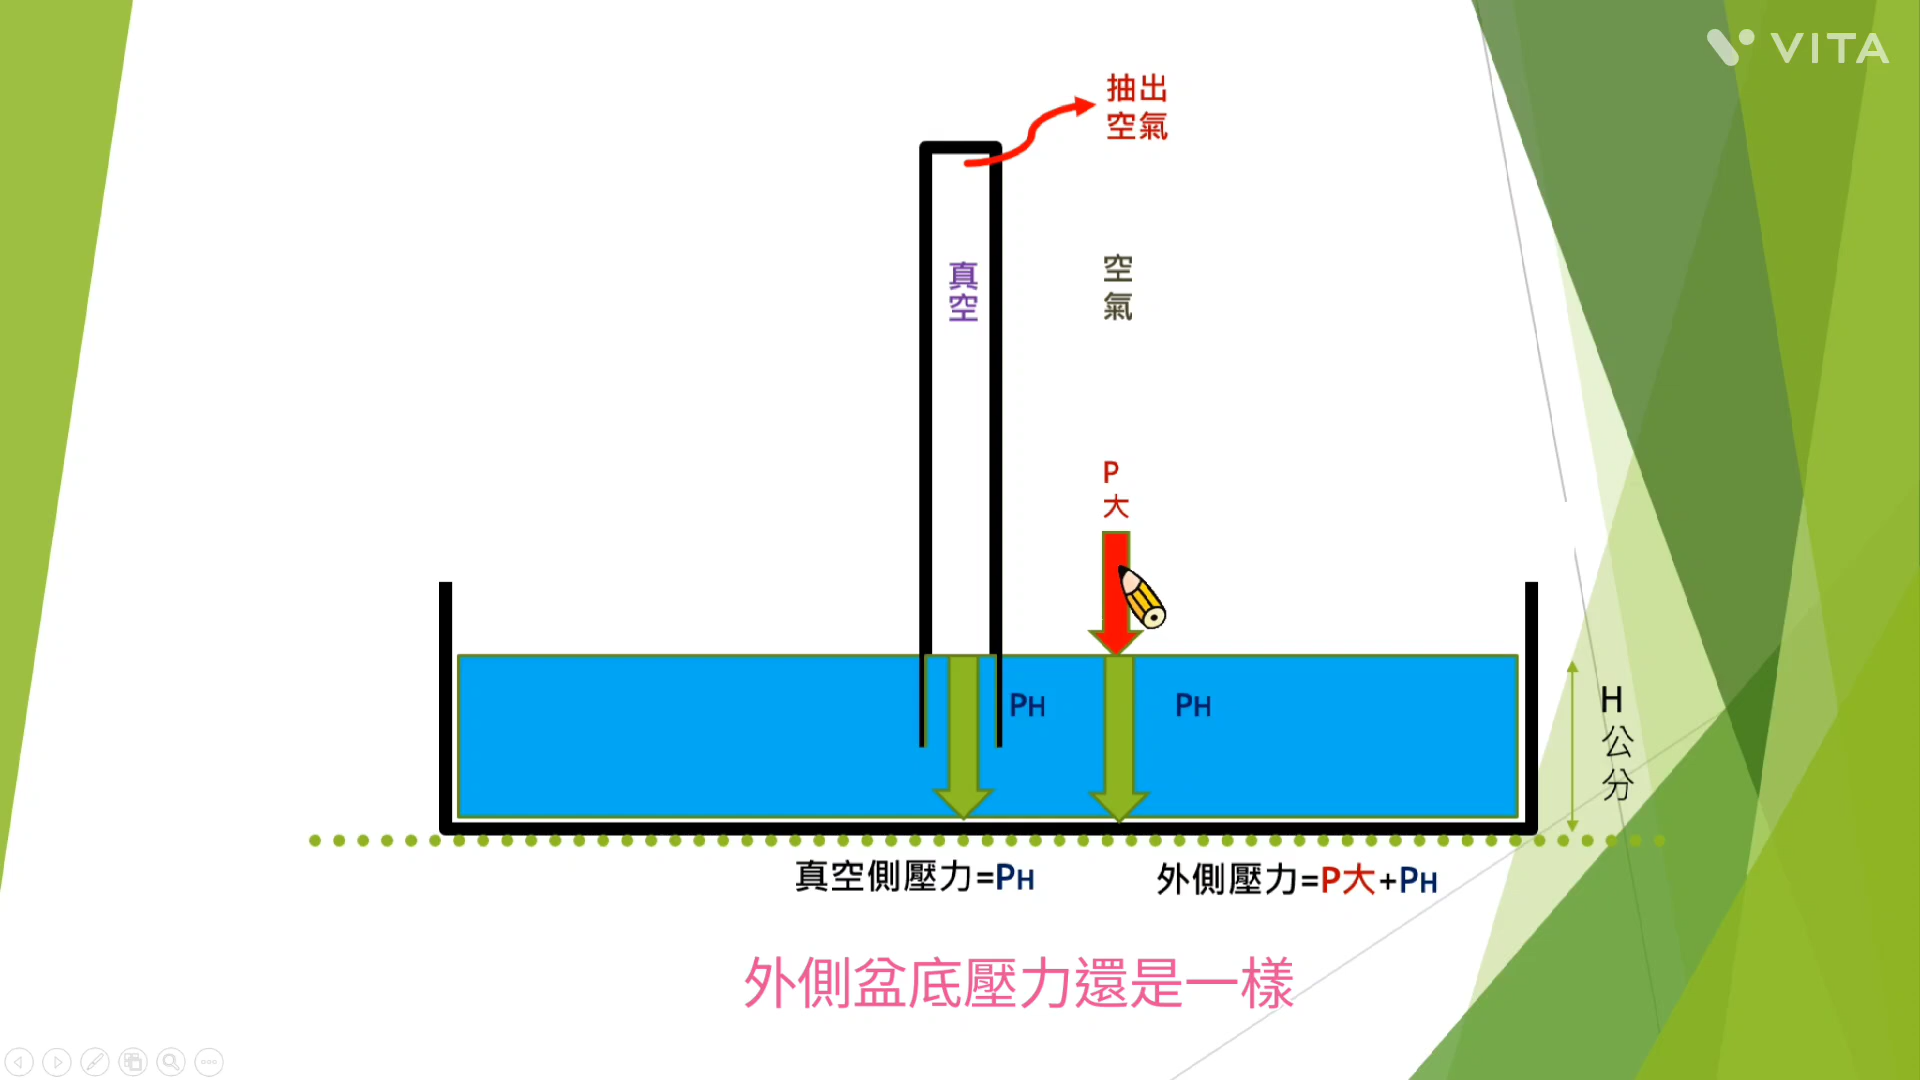 VITA
抽出
空氣
真
空
空
氣
P
大
PH
PH
H
公
分
真空側壓力=PH
外側壓力=P大+PH
外側盆底壓力還是一樣